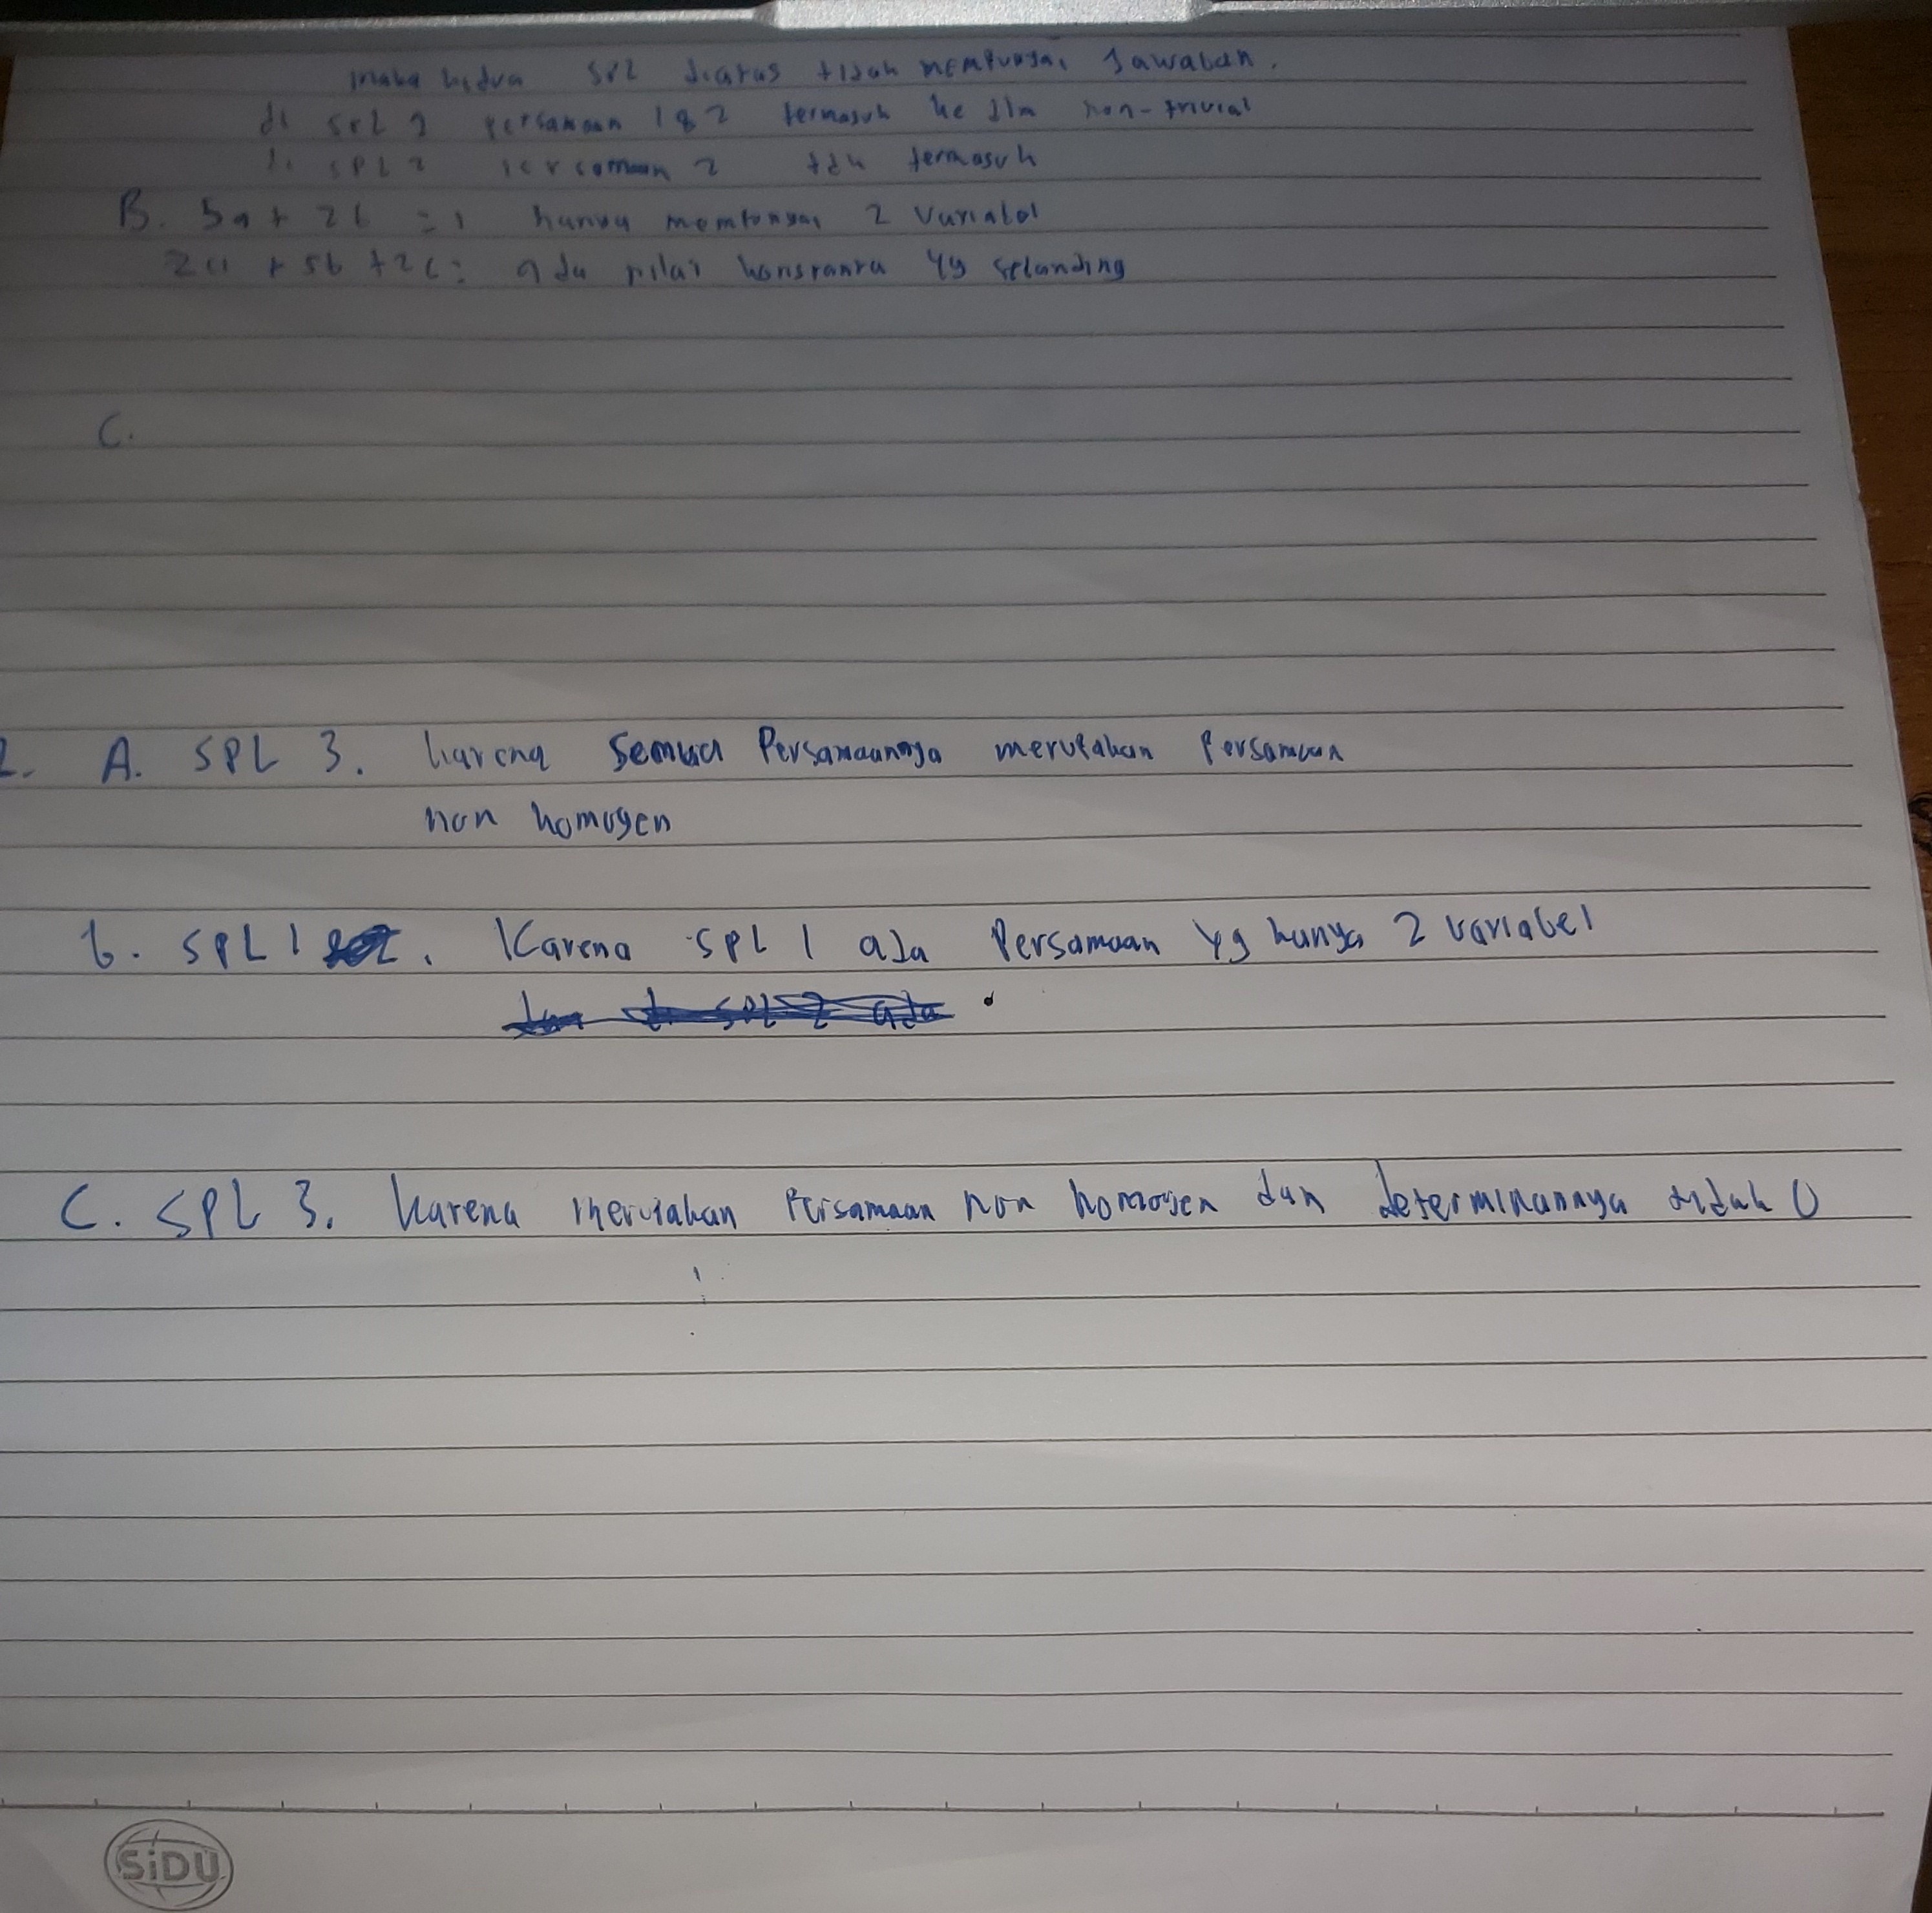 maka kedua SPL diatas tidak mempunyai Jawaban.
di SPL 2 persamaan 1 & 2 termasuk ke dlm non-trivial
di SPL 2 persamaan 2 tdk termasuk
B. 5a + 2b = 1 hanya mempunyai 2 variabel
2a + 5b + 2c = ada nilai konstanta yg sebanding
C.
2. A. SPL 3. karena Semua Persamaannya merupakan Persamaan
non homogen
b. SPL 1 . Karena SPL 1 ada Persamaan yg hanya 2 variabel
dan di SPL 2 ada .
C. SPL 3. karena merupakan Persamaan non homogen dan determinannya tidak 0
SiDU